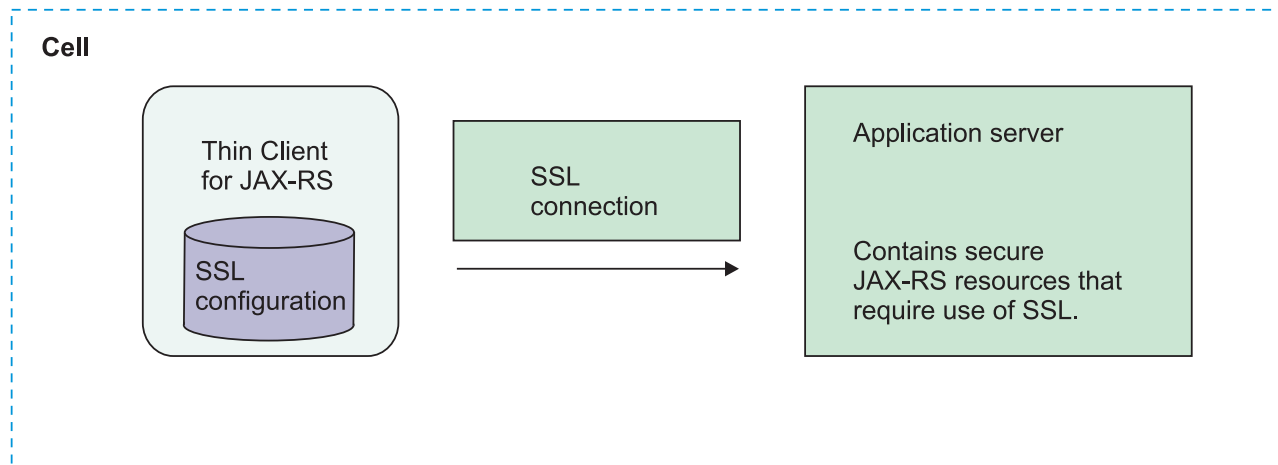 Cell
Thin Client
for JAX-RS
SSL
configuration
SSL
connection
Application server
Contains secure
JAX-RS resources that
require use of SSL.